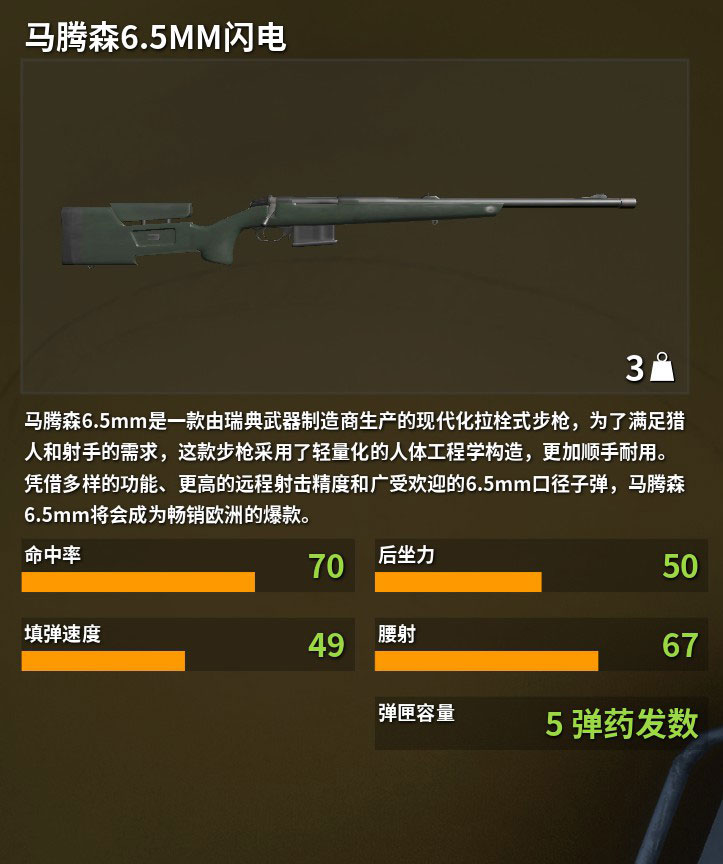 马腾森6.5MM闪电
3
马腾森6.5mm是一款由瑞典武器制造商生产的现代化拉栓式步枪，为了满足猎
人和射手的需求，这款步枪采用了轻量化的人体工程学构造，更加顺手耐用。
凭借多样的功能、更高的远程射击精度和广受欢迎的6.5mm口径子弹，马腾森
6.5mm将会成为畅销欧洲的爆款。
命中率 70
后坐力 50
填弹速度 49
腰射 67
弹匣容量 5 弹药发数